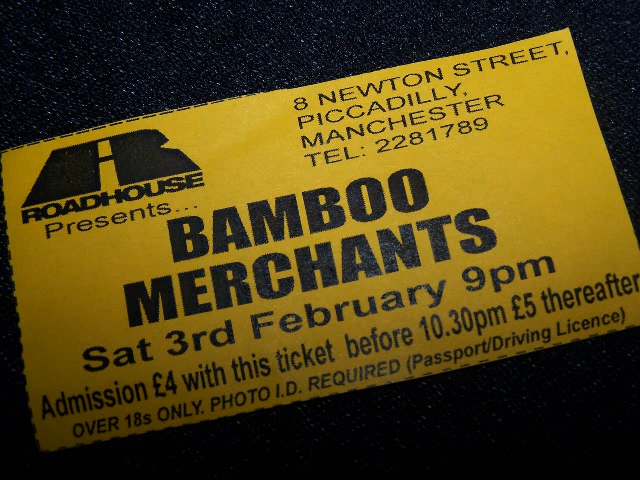 8 NEWTON STREET,
PICCADILLY,
MANCHESTER
TEL: 2281789
ROADHOUSE
Presents...
BAMBOO
MERCHANTS
Sat 3rd February 9pm
Admission £4 with this ticket before 10.30pm £5 thereafter
OVER 18s ONLY. PHOTO I.D. REQUIRED (Passport/Driving Licence)